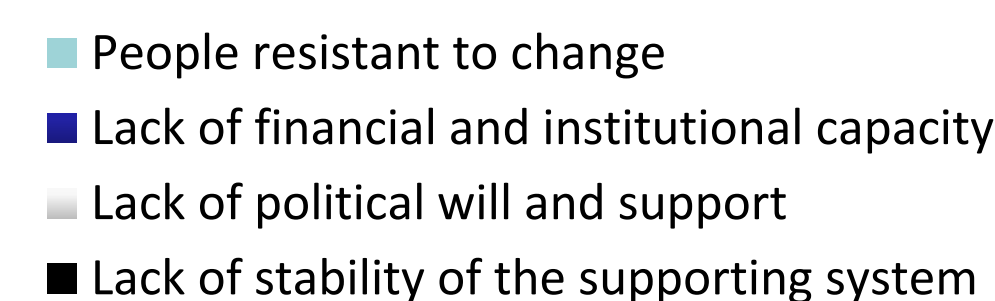 People resistant to change
Lack of financial and institutional capacity
Lack of political will and support
Lack of stability of the supporting system